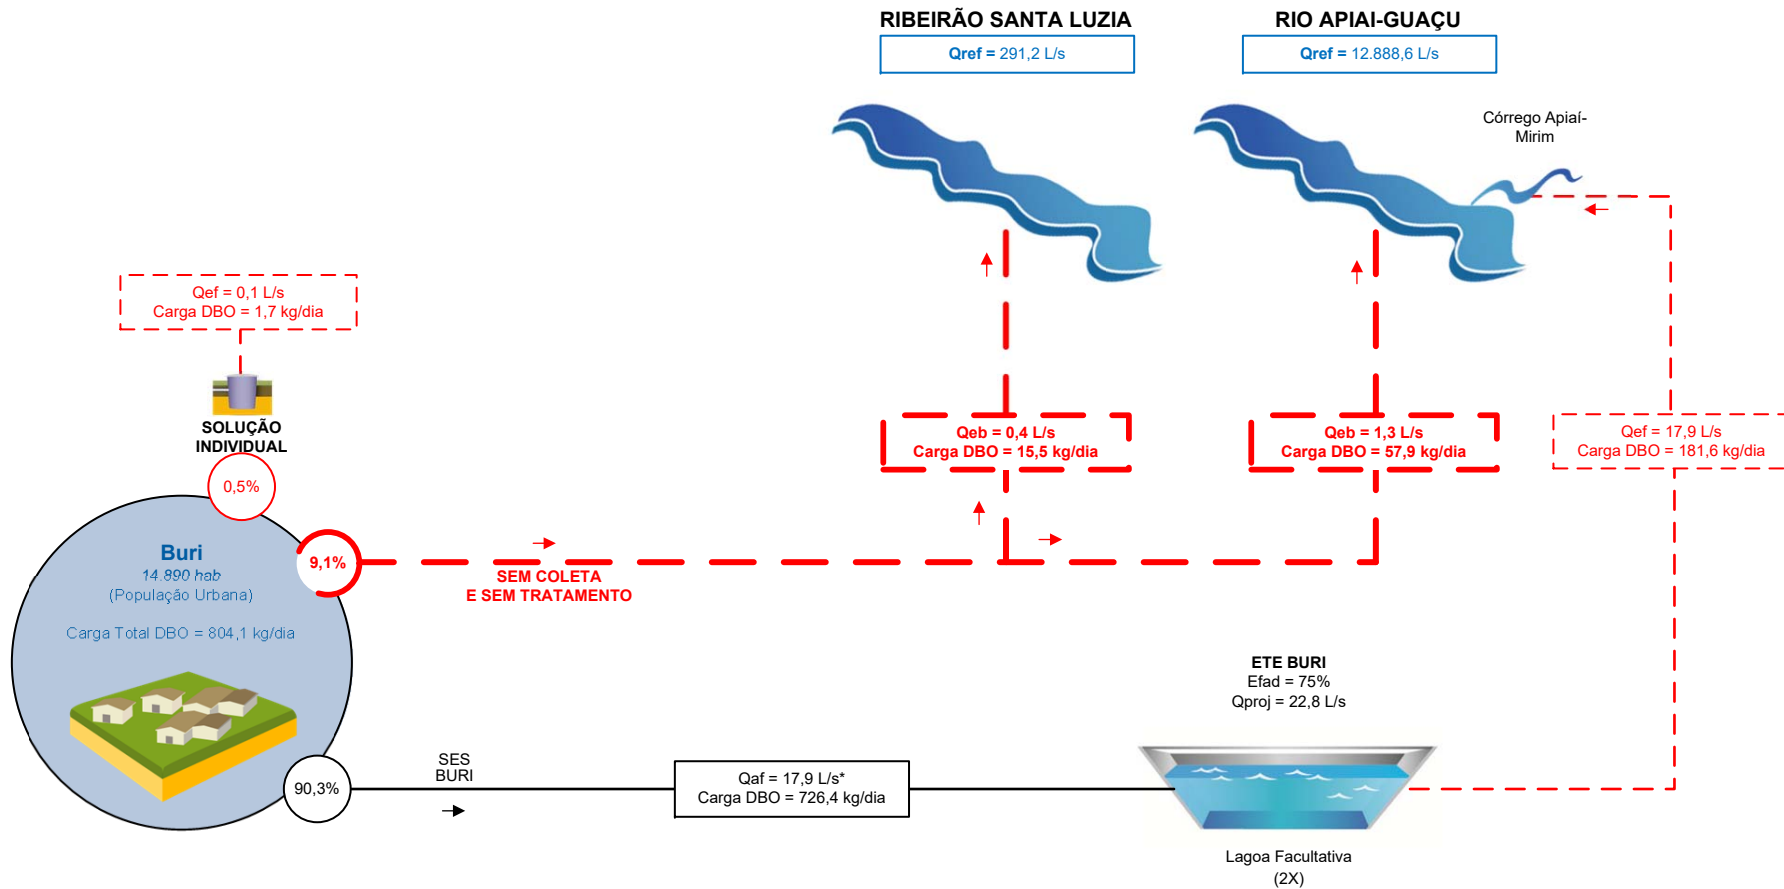 RIBEIRÃO SANTA LUZIA
Qref = 291,2 L/s
RIO APIAI-GUAÇU
Qref = 12.888,6 L/s
Córrego Apiaí-
Mirim
Qef = 0,1 L/s
Carga DBO = 1,7 kg/dia
SOLUÇÃO
INDIVIDUAL
0,5%
Buri
14.890 hab
(População Urbana)
Carga Total DBO = 804,1 kg/dia
9,1%
SEM COLETA
E SEM TRATAMENTO
Qeb = 0,4 L/s
Carga DBO = 15,5 kg/dia
Qeb = 1,3 L/s
Carga DBO = 57,9 kg/dia
Qef = 17,9 L/s
Carga DBO = 181,6 kg/dia
90,3%
SES
BURI
Qaf = 17,9 L/s*
Carga DBO = 726,4 kg/dia
ETE BURI
Efad = 75%
Qproj = 22,8 L/s
Lagoa Facultativa
(2X)